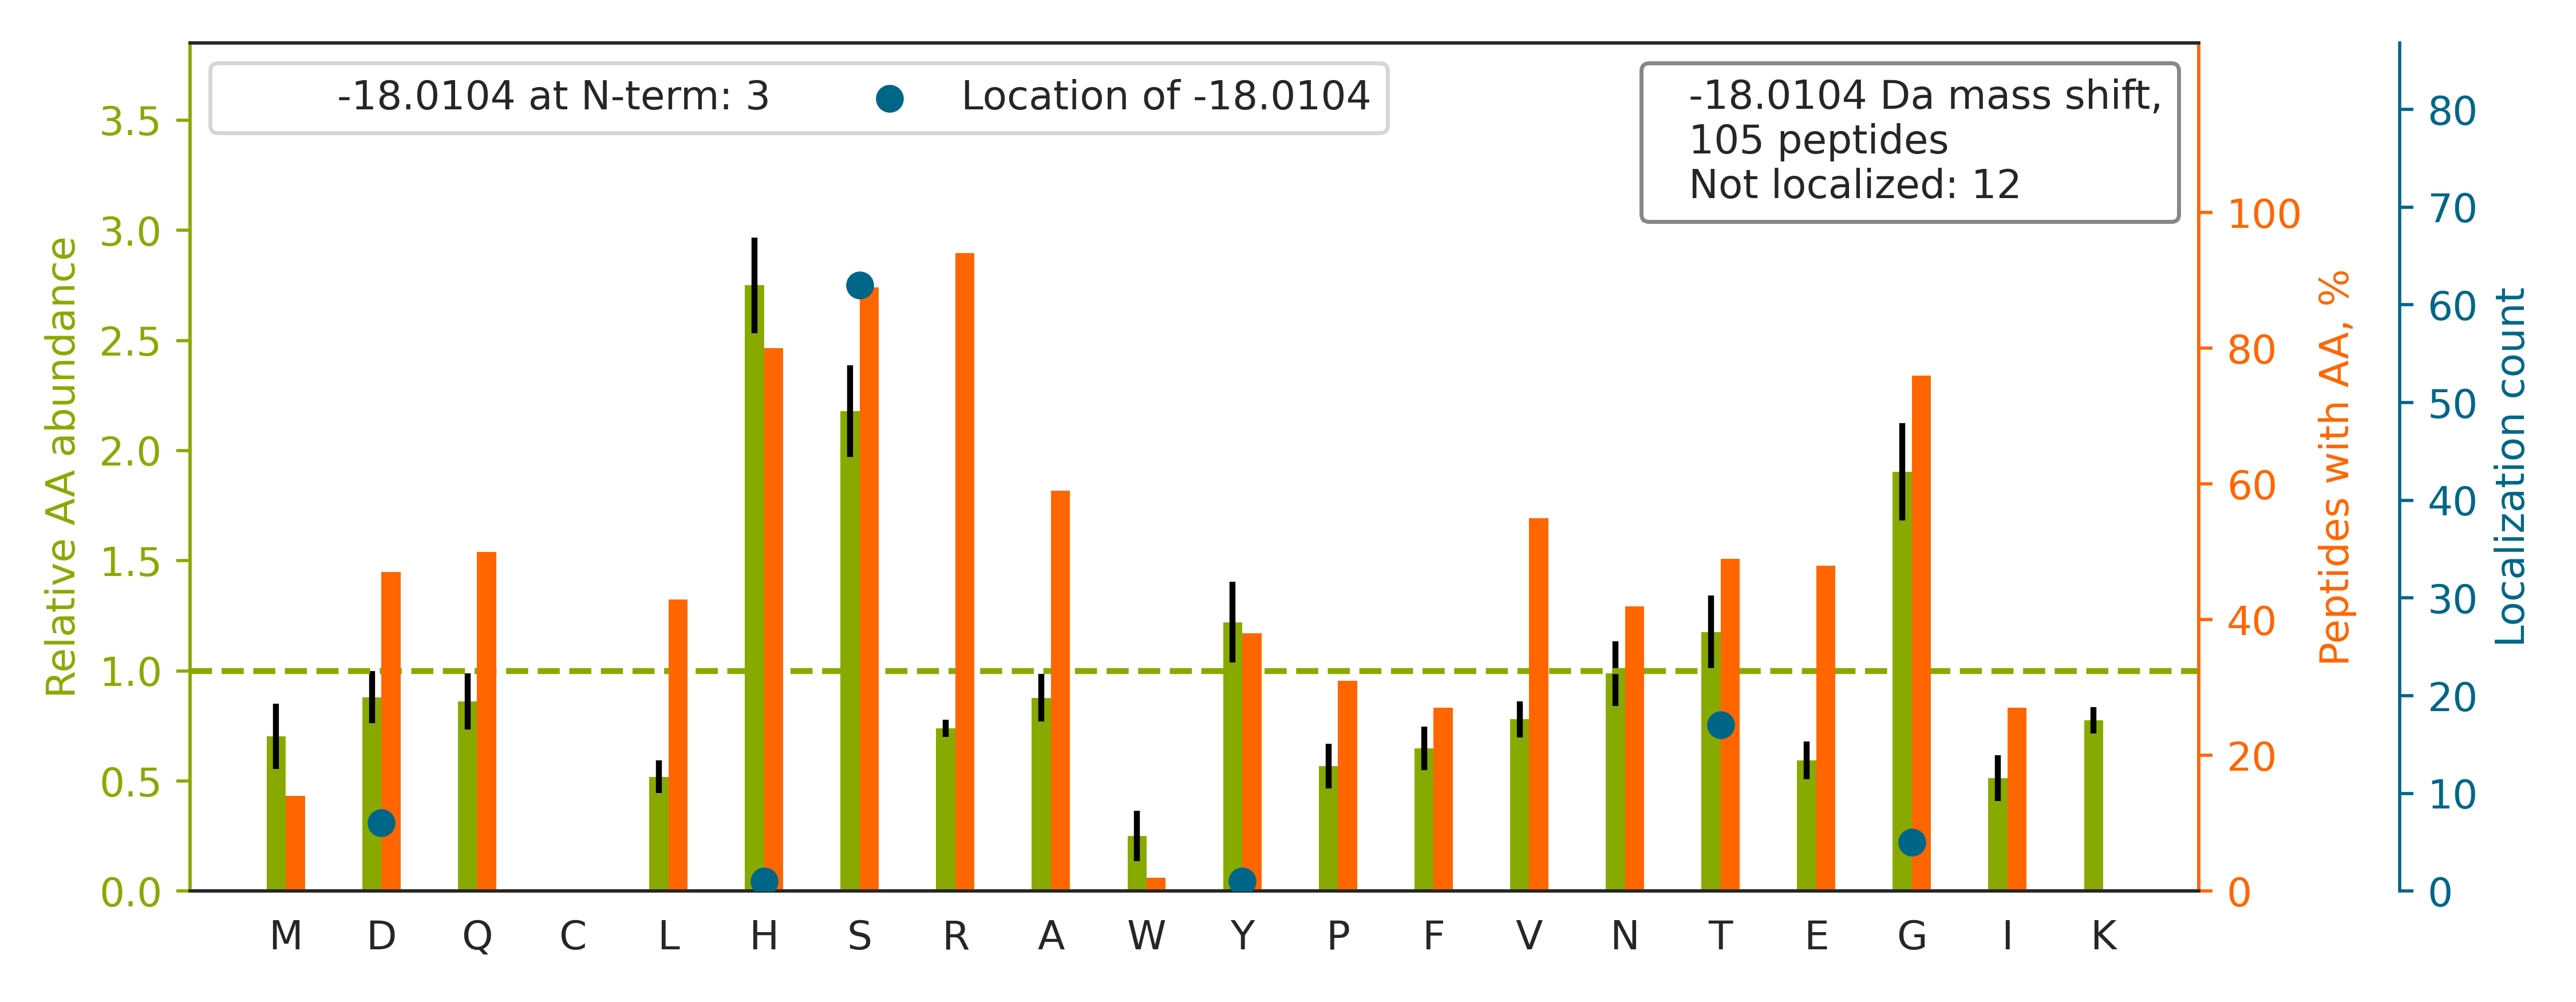 -18.0104 at N-term: 3
Location of -18.0104
-18.0104 Da mass shift,
105 peptides
Not localized: 12
Relative AA abundance
3.5
3.0
2.5
2.0
1.5
1.0
0.5
0.0
M D Q C L H S R A W Y P F V N T E G I K
100
80
60
40
20
0
Peptides with AA, %
80
70
60
50
40
30
20
10
0
Localization count